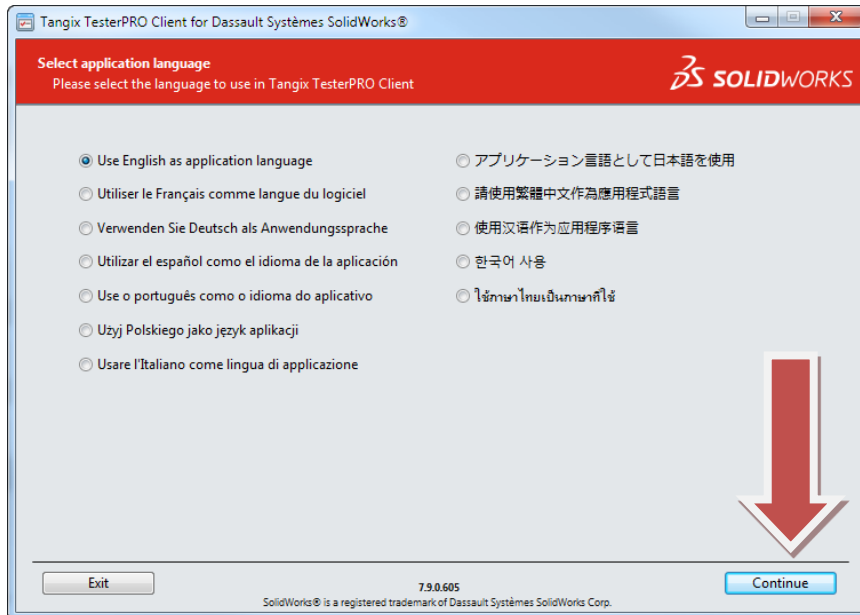 Tangix TesterPRO Client for Dassault Systèmes SolidWorks®
Select application language
Please select the language to use in Tangix TesterPRO Client
SOLIDWORKS
Use English as application language
Utiliser le Français comme langue du logiciel
Verwenden Sie Deutsch als Anwendungssprache
Utilizar el español como el idioma de la aplicación
Use o português como o idioma do aplicativo
Użyj Polskiego jako język aplikacji
Usare l'Italiano come lingua di applicazione
アプリケーション言語として日本語を使用
請使用繁體中文作為應用程式語言
使用汉语作为应用程序语言
한국어 사용
ใช้ภาษาไทยเป็นภาษาที่ใช้
Exit
7.9.0.605
SolidWorks® is a registered trademark of Dassault Systèmes SolidWorks Corp.
Continue